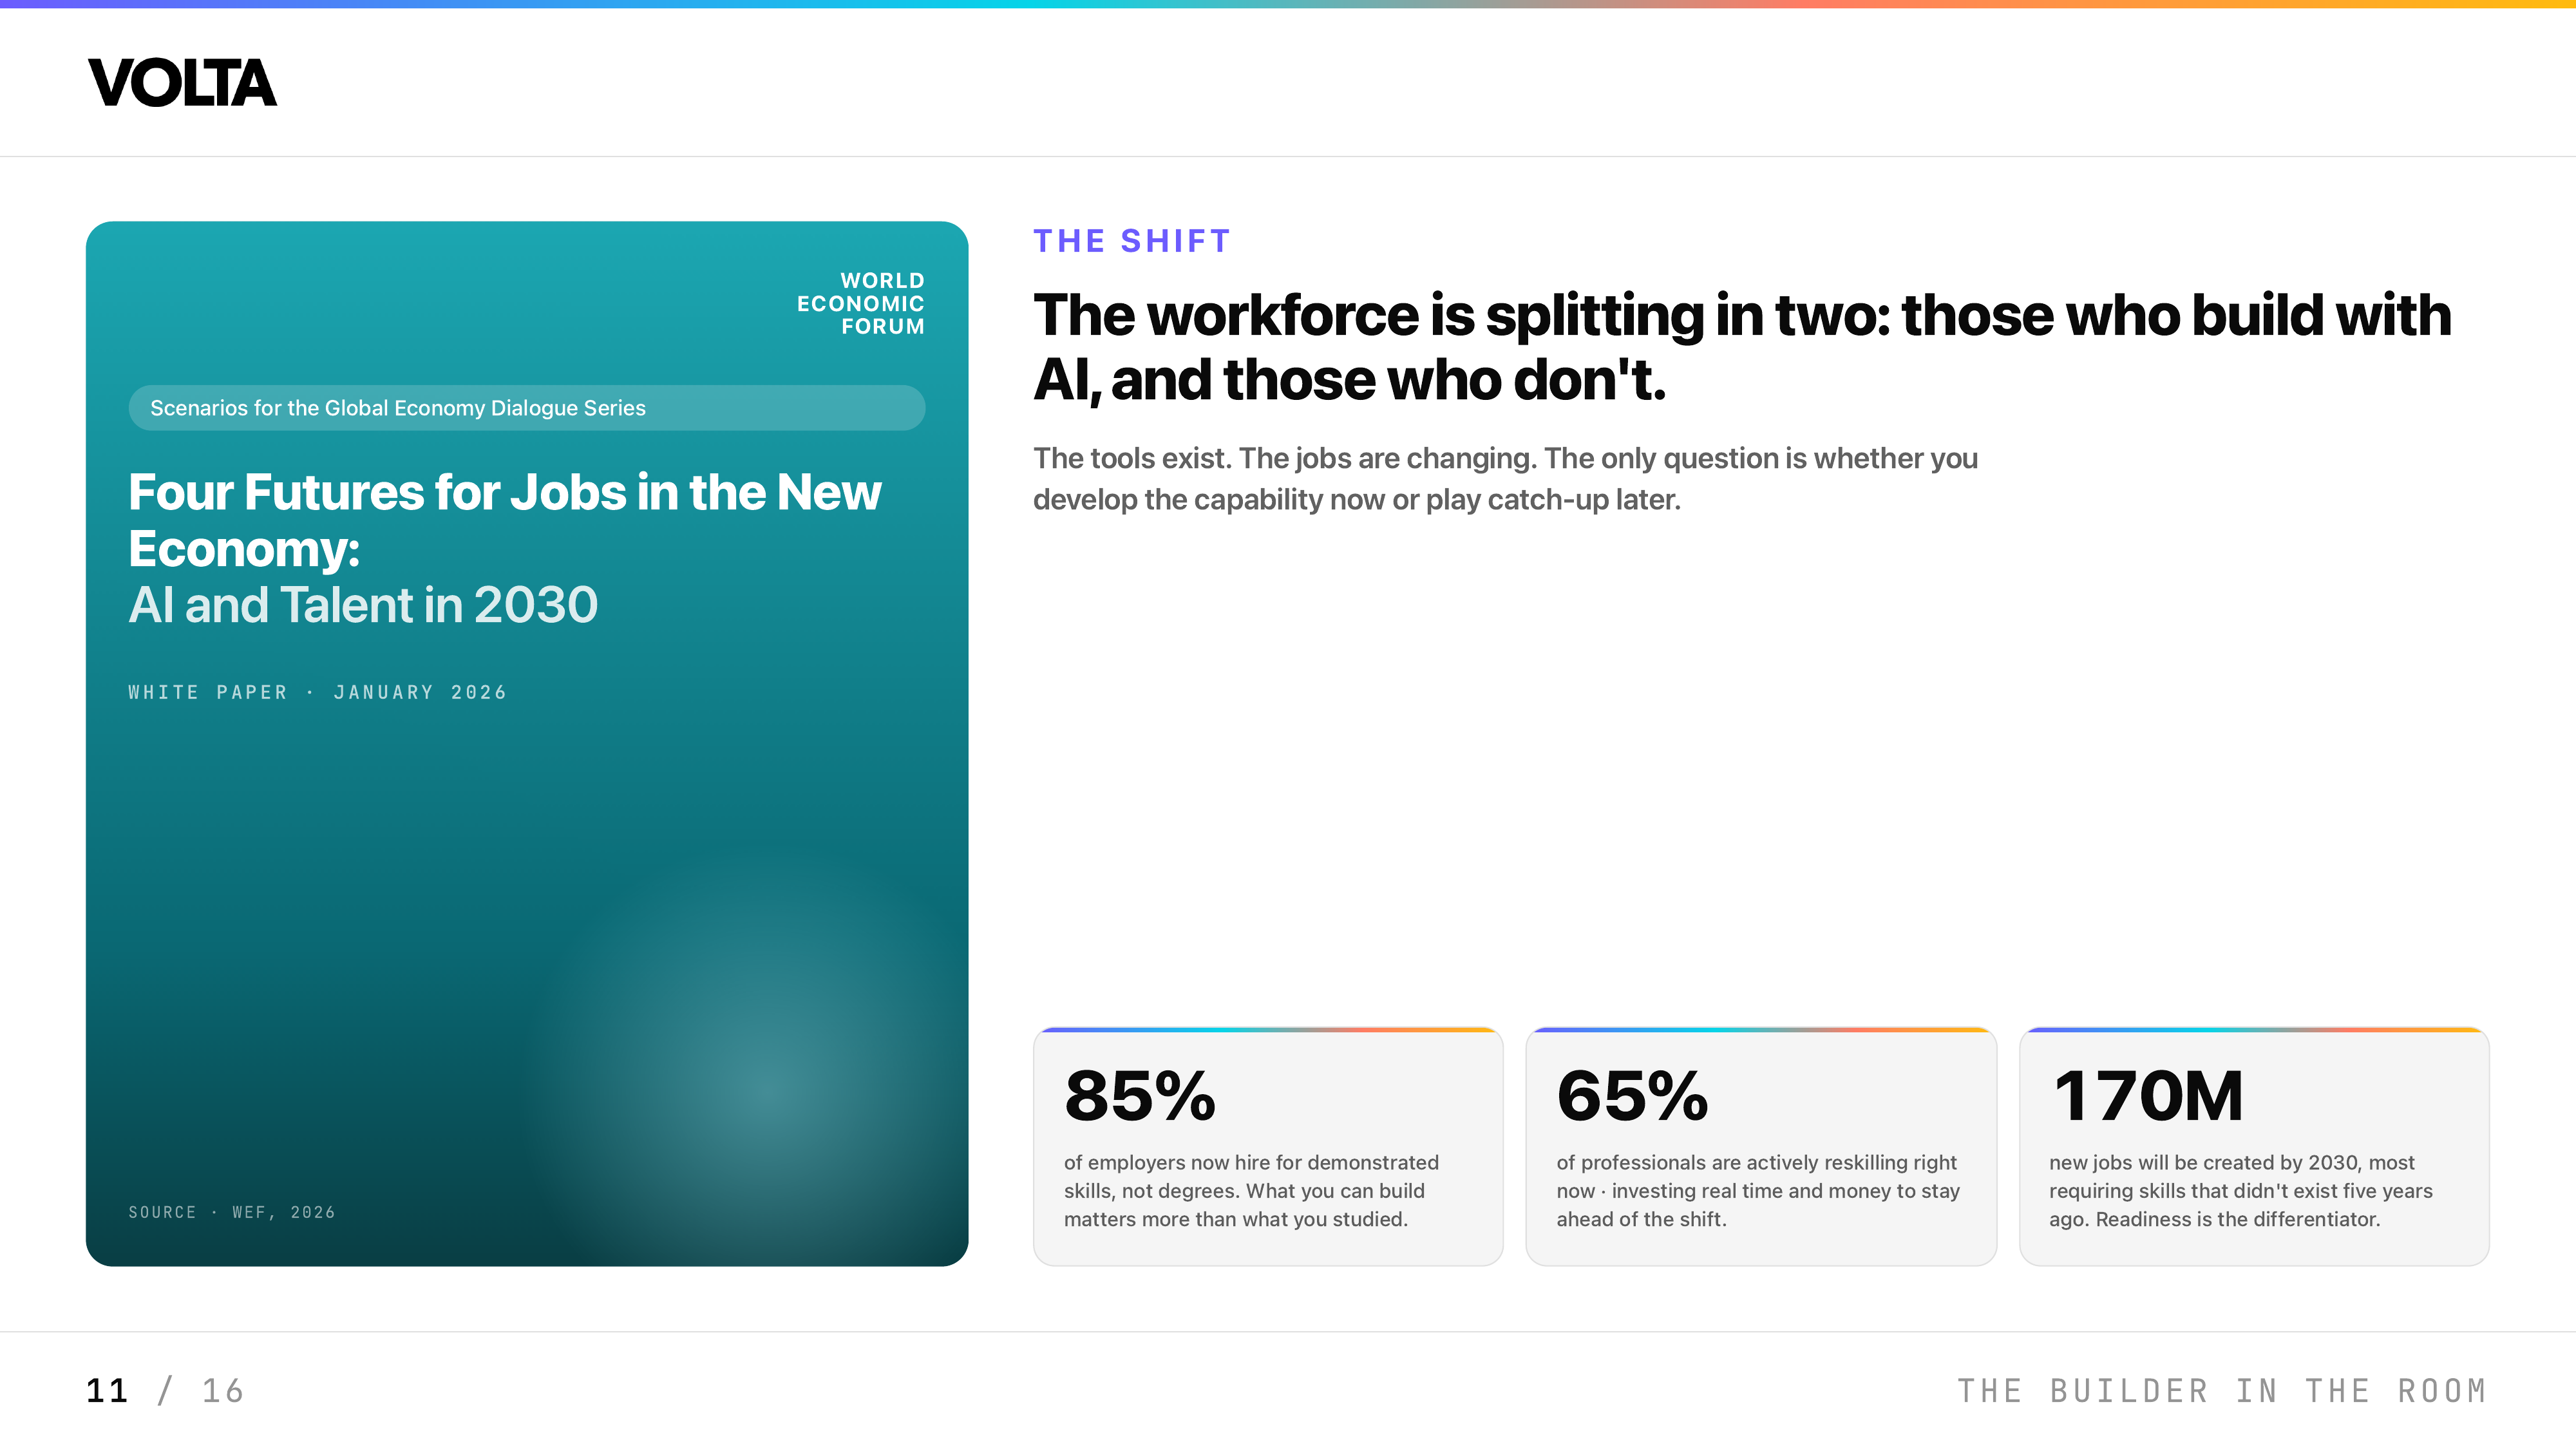 VOLTA
WORLD
ECONOMIC
FORUM
Scenarios for the Global Economy Dialogue Series
Four Futures for Jobs in the New
Economy:
AI and Talent in 2030
WHITE PAPER · JANUARY 2026
SOURCE · WEF, 2026
THE SHIFT
The workforce is splitting in two: those who build with
AI, and those who don't.
The tools exist. The jobs are changing. The only question is whether you
develop the capability now or play catch-up later.
85%
of employers now hire for demonstrated
skills, not degrees. What you can build
matters more than what you studied.
65%
of professionals are actively reskilling right
now · investing real time and money to stay
ahead of the shift.
170M
new jobs will be created by 2030, most
requiring skills that didn't exist five years
ago. Readiness is the differentiator.
11 / 16
THE BUILDER IN THE ROOM